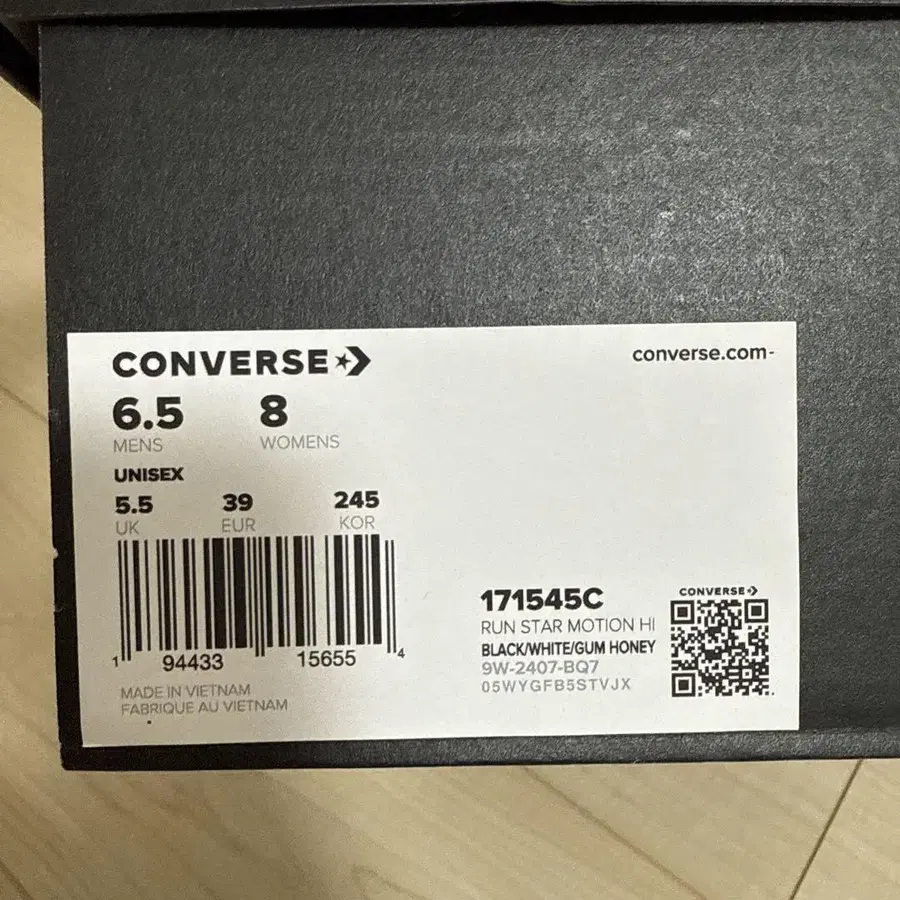 CONVERSE
converse.com-
6.5 8
MENS WOMENS
UNISEX
5.5 39 245
UK EUR KOR
1 94433 15655 4
MADE IN VIETNAM
FABRIQUE AU VIETNAM
171545C
RUN STAR MOTION HI
BLACK/WHITE/GUM HONEY
9W-2407-BQ7
05WYGFB5STVJX
CONVERSE